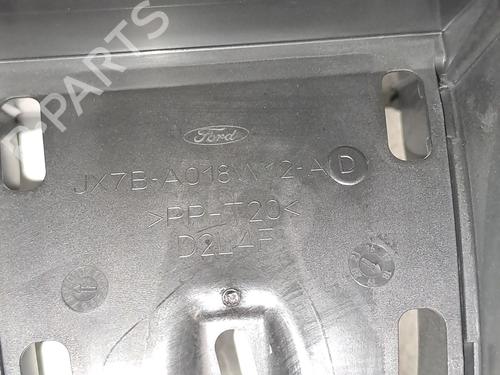 B-PARTS
Ford
JX7B-A018W12-A D
>PP-T20<
D2L4F